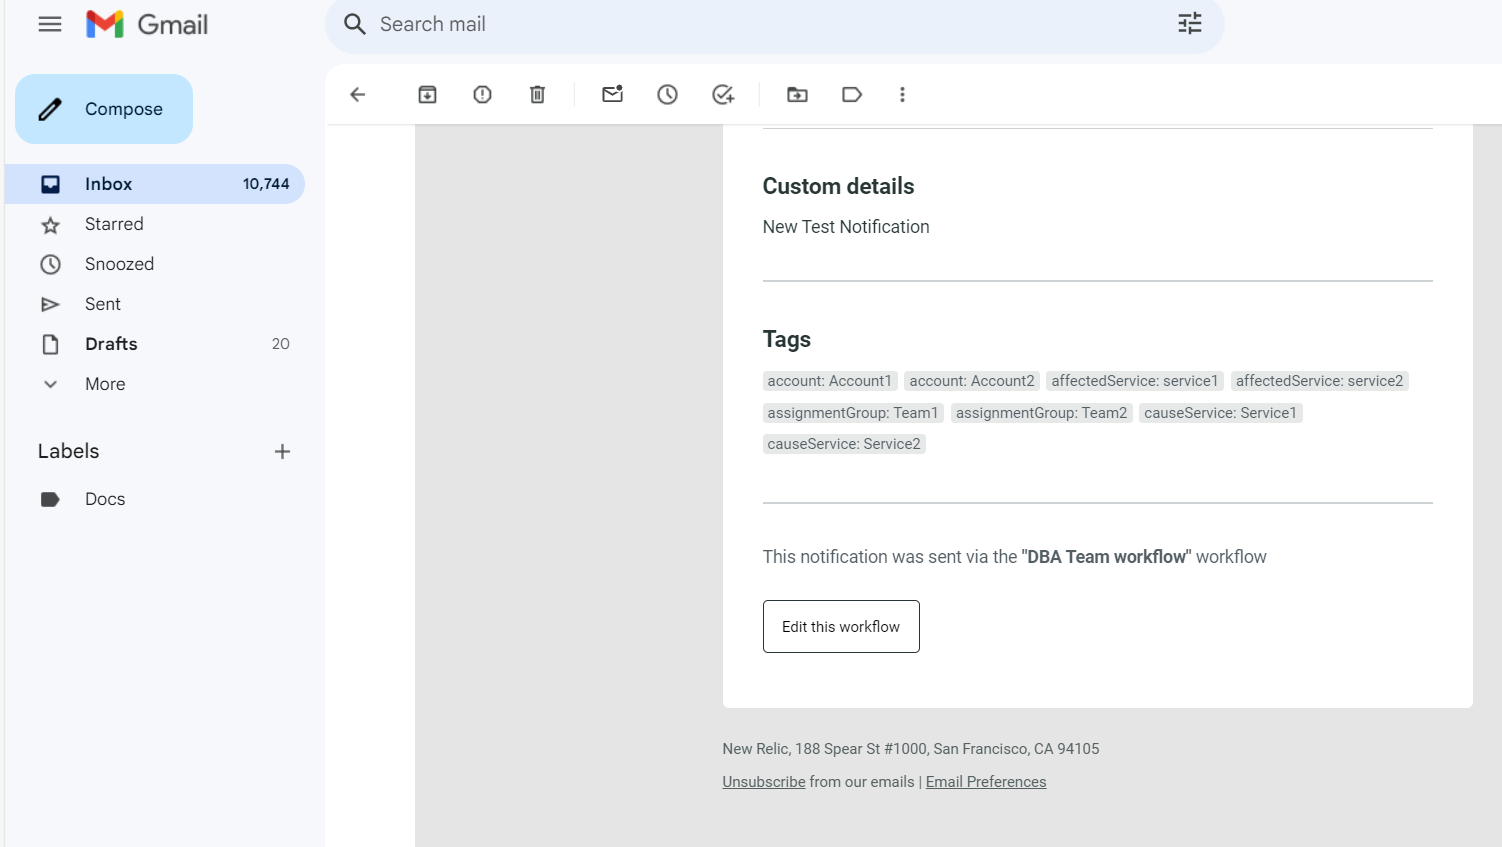 Gmail
Search mail
Compose
Inbox 10,744
Starred
Snoozed
Sent
Drafts 20
More
Labels
Docs
Custom details
New Test Notification
Tags
account: Account1 account: Account2 affectedService: service1 affectedService: service2
assignmentGroup: Team1 assignmentGroup: Team2 causeService: Service1
causeService: Service2
This notification was sent via the "DBA Team workflow" workflow
Edit this workflow
New Relic, 188 Spear St #1000, San Francisco, CA 94105
Unsubscribe from our emails | Email Preferences